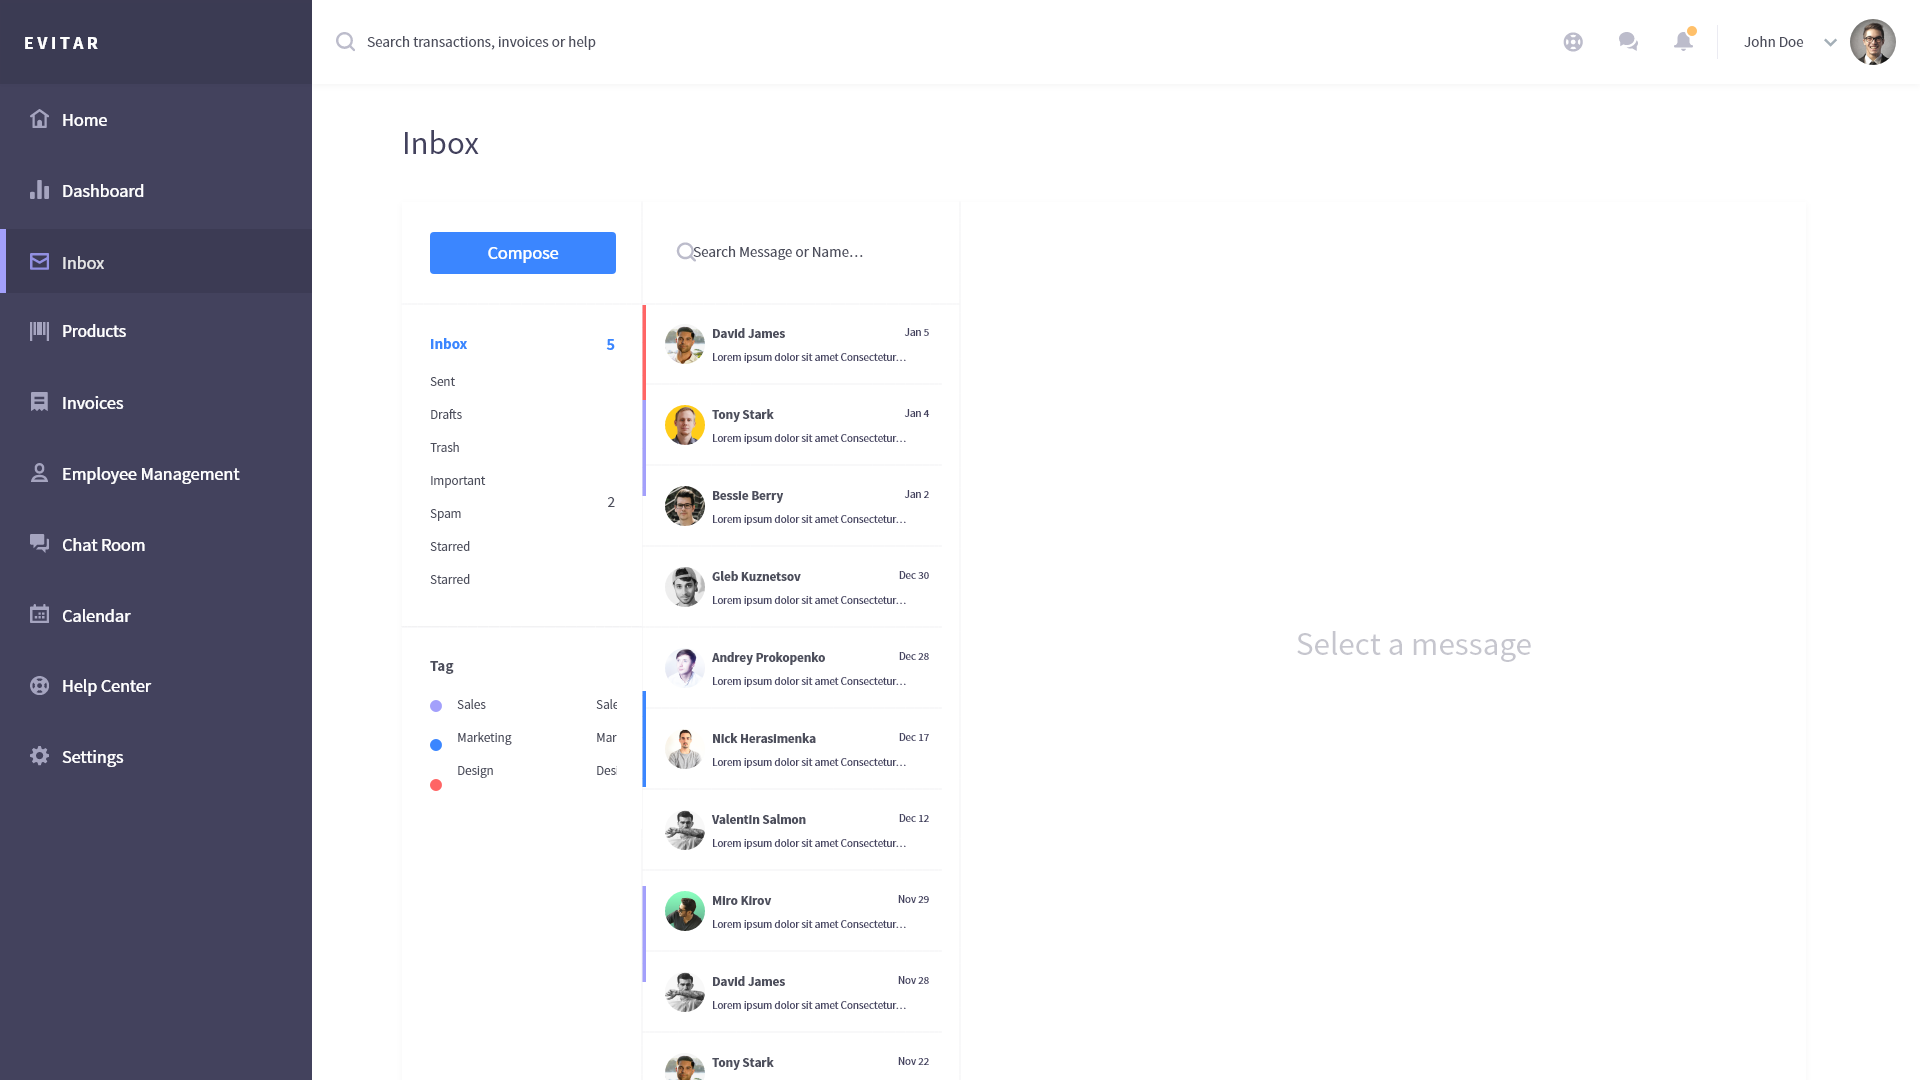 EVITAR
Search transactions, invoices or help
John Doe
Home
Dashboard
Inbox
Products
Invoices
Employee Management
Chat Room
Calendar
Help Center
Settings
Inbox
Compose
Inbox 5
Sent
Drafts
Trash
Important
2
Spam
Starred
Starred
Tag
Sales Sale
Marketing Mar
Design Desi
Search Message or Name...
David James Jan 5
Lorem ipsum dolor sit amet Consectetur...
Tony Stark Jan 4
Lorem ipsum dolor sit amet Consectetur...
Bessie Berry Jan 2
Lorem ipsum dolor sit amet Consectetur...
Gleb Kuznetsov Dec 30
Lorem ipsum dolor sit amet Consectetur...
Andrey Prokopenko Dec 28
Lorem ipsum dolor sit amet Consectetur...
Nick Herasimenka Dec 17
Lorem ipsum dolor sit amet Consectetur...
Valentin Salmon Dec 12
Lorem ipsum dolor sit amet Consectetur...
Miro Kirov Nov 29
Lorem ipsum dolor sit amet Consectetur...
David James Nov 28
Lorem ipsum dolor sit amet Consectetur...
Tony Stark Nov 22
Select a message